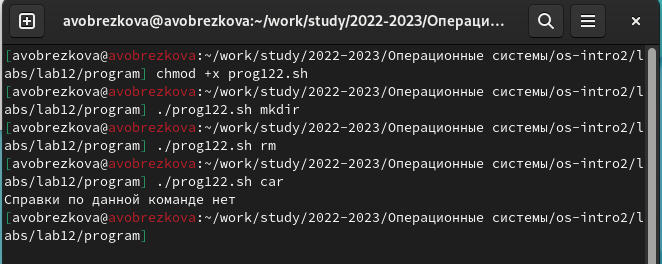 avobrezkova@avobrezkova:~/work/study/2022-2023/Операци...
[avobrezkova@avobrezkova:~/work/study/2022-2023/Операционные системы/os-intro2/l
abs/lab12/program] chmod +x prog122.sh
[avobrezkova@avobrezkova:~/work/study/2022-2023/Операционные системы/os-intro2/l
abs/lab12/program] ./prog122.sh mkdir
[avobrezkova@avobrezkova:~/work/study/2022-2023/Операционные системы/os-intro2/l
abs/lab12/program] ./prog122.sh rm
[avobrezkova@avobrezkova:~/work/study/2022-2023/Операционные системы/os-intro2/l
abs/lab12/program] ./prog122.sh car
Справки по данной команде нет
[avobrezkova@avobrezkova:~/work/study/2022-2023/Операционные системы/os-intro2/l
abs/lab12/program]